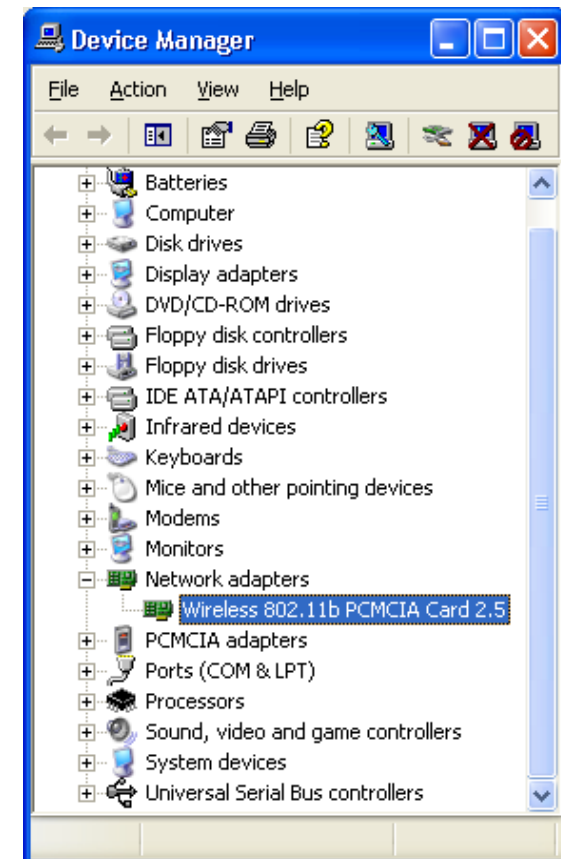 Device Manager
File Action View Help
Batteries
Computer
Disk drives
Display adapters
DVD/CD-ROM drives
Floppy disk controllers
Floppy disk drives
IDE ATA/ATAPI controllers
Infrared devices
Keyboards
Mice and other pointing devices
Modems
Monitors
Network adapters
Wireless 802.11b PCMCIA Card 2.5
PCMCIA adapters
Ports (COM & LPT)
Processors
Sound, video and game controllers
System devices
Universal Serial Bus controllers